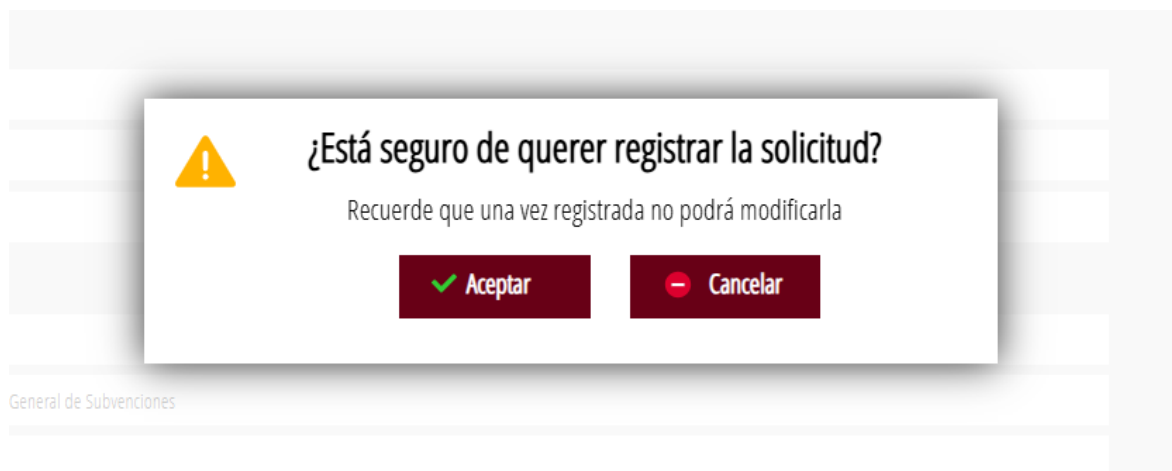 ¿Está seguro de querer registrar la solicitud?
Recuerde que una vez registrada no podrá modificarla
Aceptar
Cancelar
General de Subvenciones